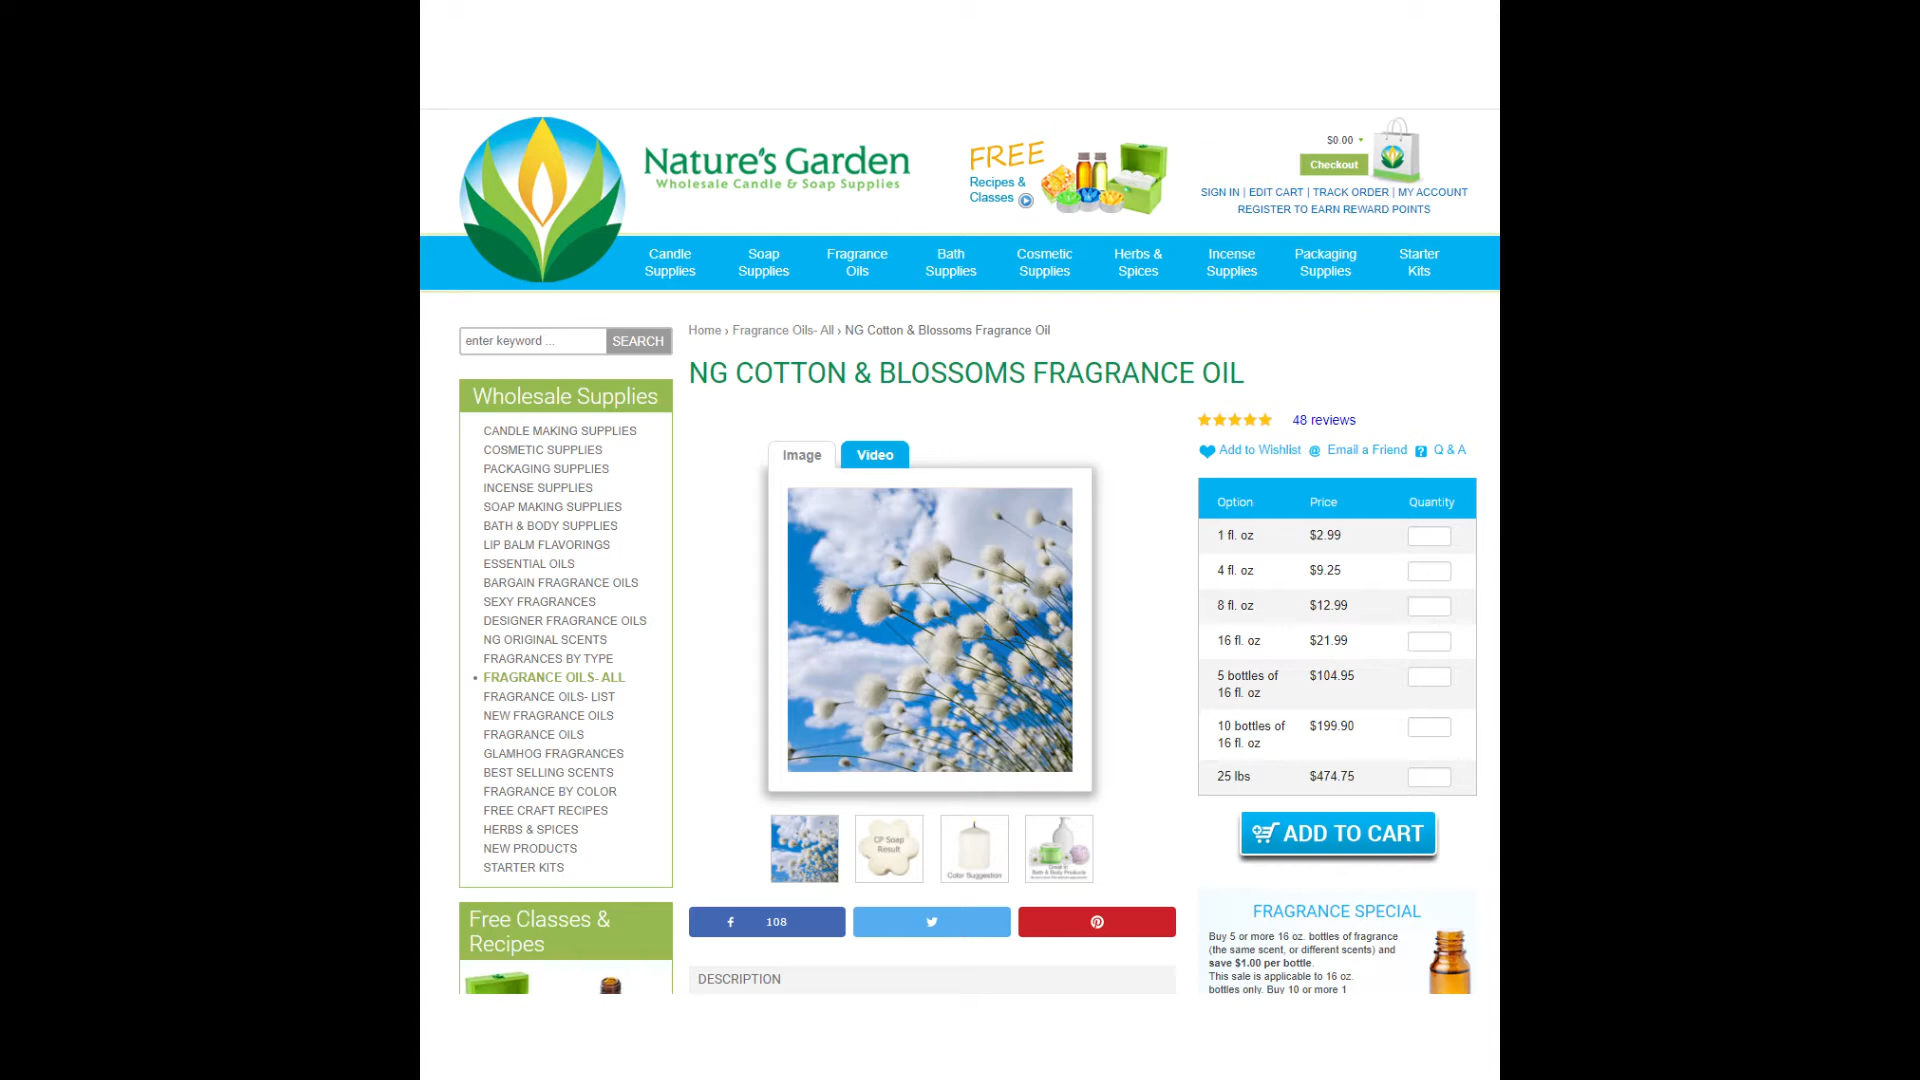 Nature's Garden
Wholesale Candle & Soap Supplies
FREE
Recipes &
Classes
$0.00
Checkout
SIGN IN | EDIT CART | TRACK ORDER | MY ACCOUNT
REGISTER TO EARN REWARD POINTS
Candle Supplies
Soap Supplies
Fragrance Oils
Bath Supplies
Cosmetic Supplies
Herbs & Spices
Incense Supplies
Packaging Supplies
Starter Kits
enter keyword ...
SEARCH
Wholesale Supplies
CANDLE MAKING SUPPLIES
COSMETIC SUPPLIES
PACKAGING SUPPLIES
INCENSE SUPPLIES
SOAP MAKING SUPPLIES
BATH & BODY SUPPLIES
LIP BALM FLAVORINGS
ESSENTIAL OILS
BARGAIN FRAGRANCE OILS
SEXY FRAGRANCES
DESIGNER FRAGRANCE OILS
NG ORIGINAL SCENTS
FRAGRANCES BY TYPE
• FRAGRANCE OILS- ALL
FRAGRANCE OILS- LIST
NEW FRAGRANCE OILS
FRAGRANCE OILS
GLAMHOG FRAGRANCES
BEST SELLING SCENTS
FRAGRANCE BY COLOR
FREE CRAFT RECIPES
HERBS & SPICES
NEW PRODUCTS
STARTER KITS
Free Classes &
Recipes
Home › Fragrance Oils- All › NG Cotton & Blossoms Fragrance Oil
NG COTTON & BLOSSOMS FRAGRANCE OIL
Image
Video
CP Soap
Result
Color Suggestion
Great in
Bath & Body Products
108
DESCRIPTION
48 reviews
Add to Wishlist @ Email a Friend ? Q & A
Option Price Quantity
1 fl. oz $2.99
4 fl. oz $9.25
8 fl. oz $12.99
16 fl. oz $21.99
5 bottles of $104.95
16 fl. oz
10 bottles of $199.90
16 fl. oz
25 lbs $474.75
ADD TO CART
FRAGRANCE SPECIAL
Buy 5 or more 16 oz. bottles of fragrance
(the same scent, or different scents) and
save $1.00 per bottle.
This sale is applicable to 16 oz.
bottles only. Buy 10 or more 1